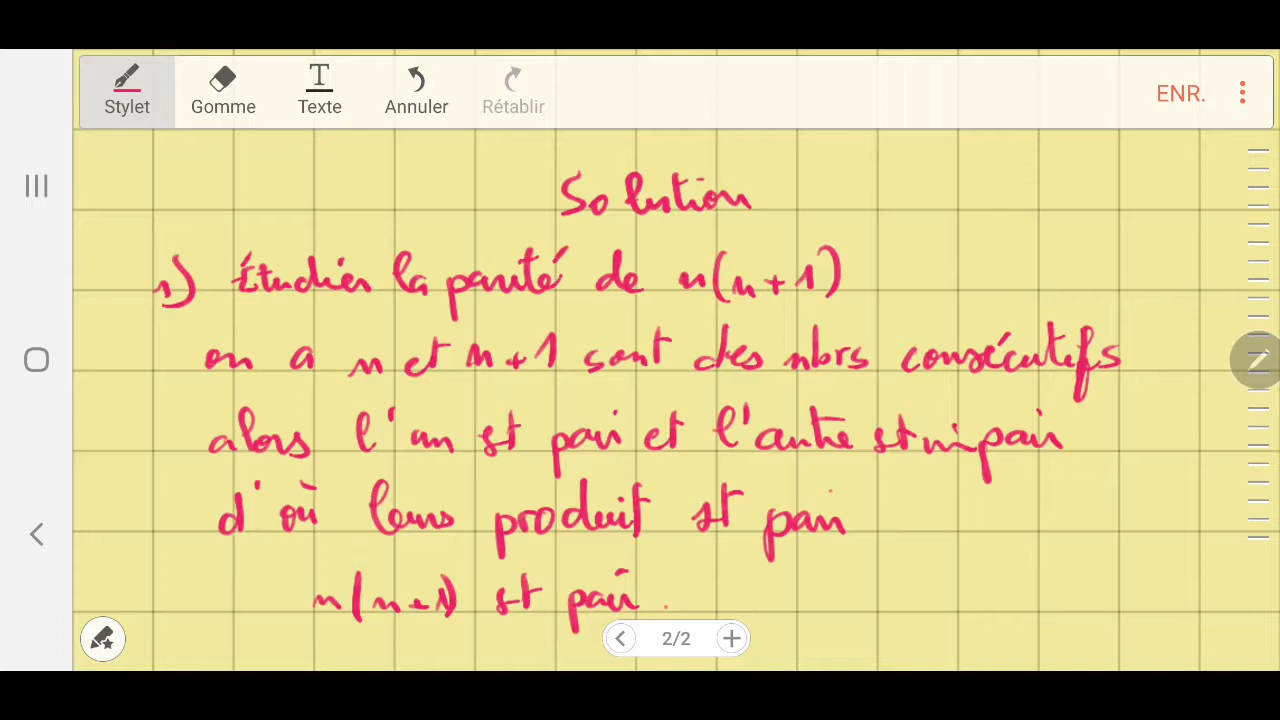 Stylet Gomme Texte Annuler Rétablir ENR.
Solution
1) Étudier la parité de n(n+1)
on a n et n+1 sont des nbrs consécutifs
alors l'un est pair et l'autre est impair
d'où leurs produit est pair
n(n+1) est pair.
2/2